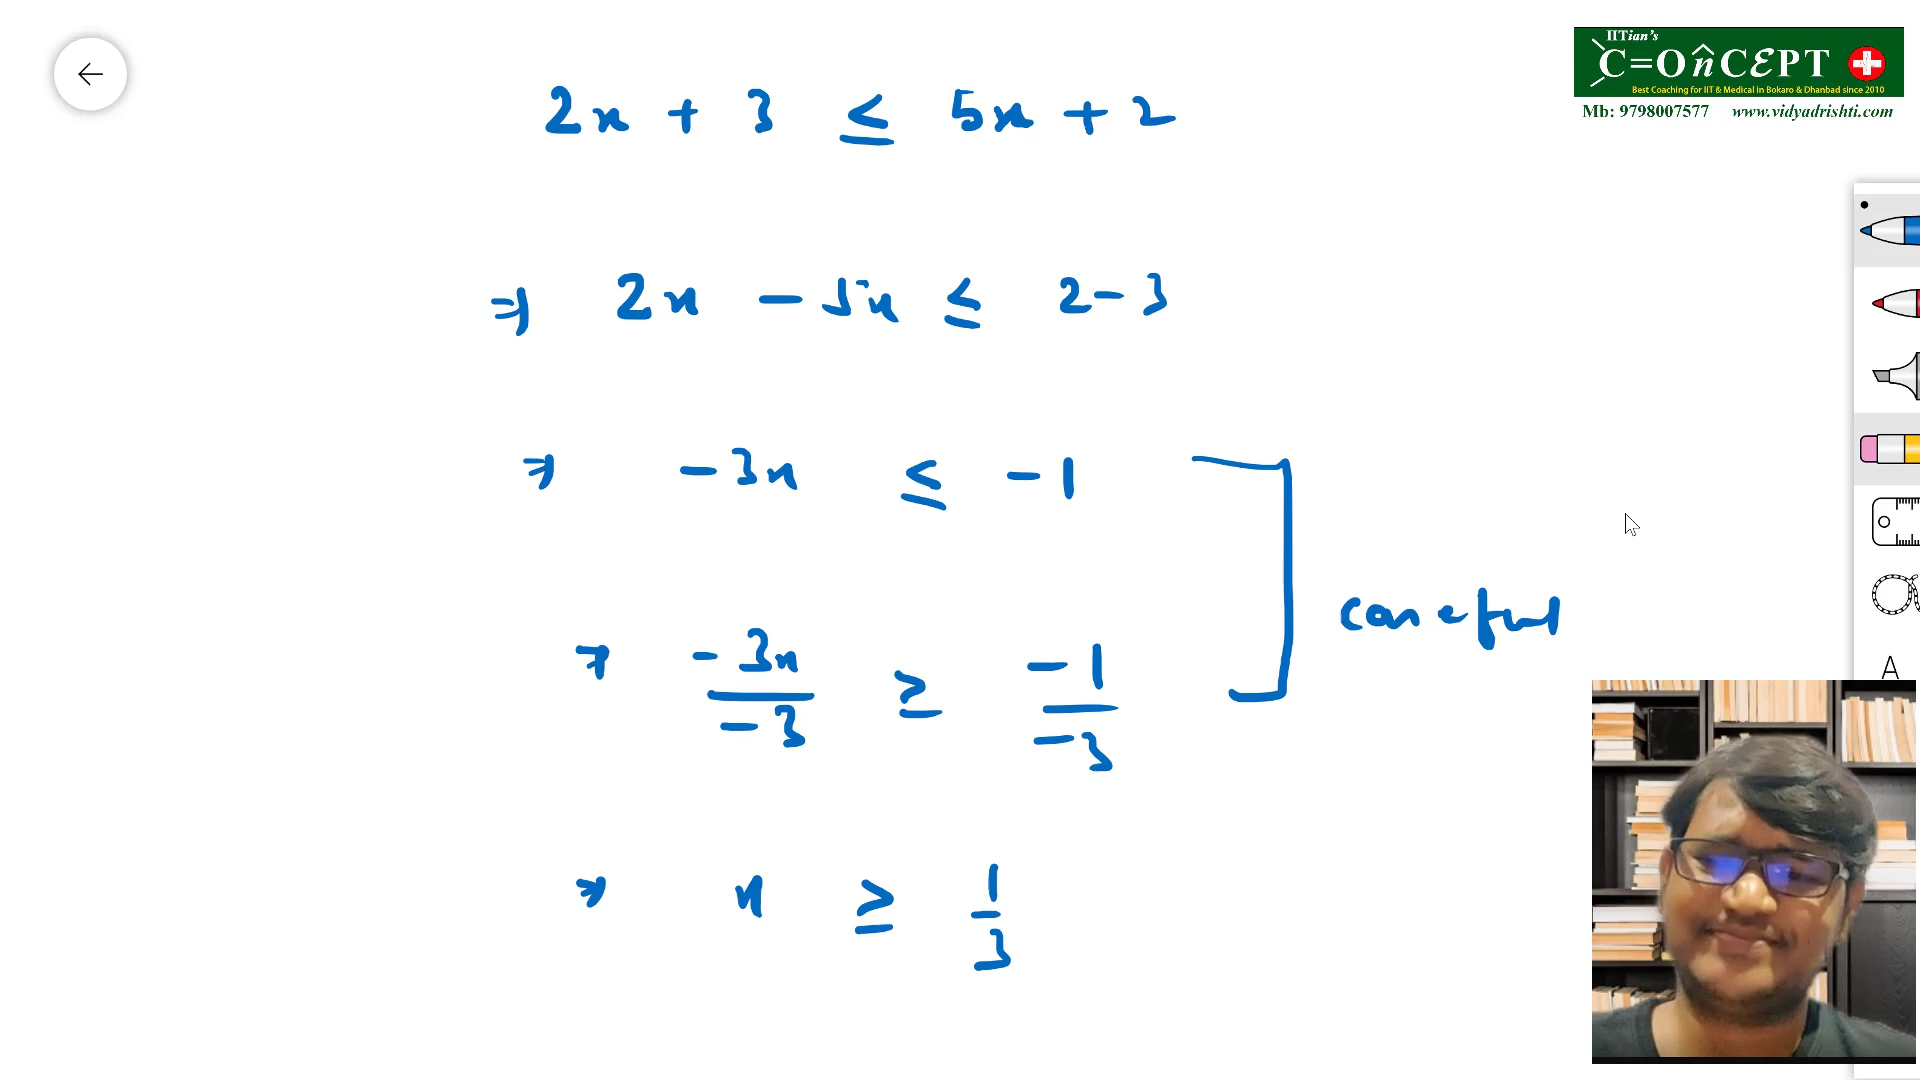 IITian's
CONCEPT
Best Coaching for IIT & Medical in Bokaro & Dhanbad since 2010
Mb: 9798007577 www.vidyadrishti.com
2x + 3 ≤ 5x + 2
⇒ 2x - 5x ≤ 2 - 3
⇒ -3x ≤ -1
⇒ -3x/-3 ≥ -1/-3
careful
⇒ x ≥ 1/3
A